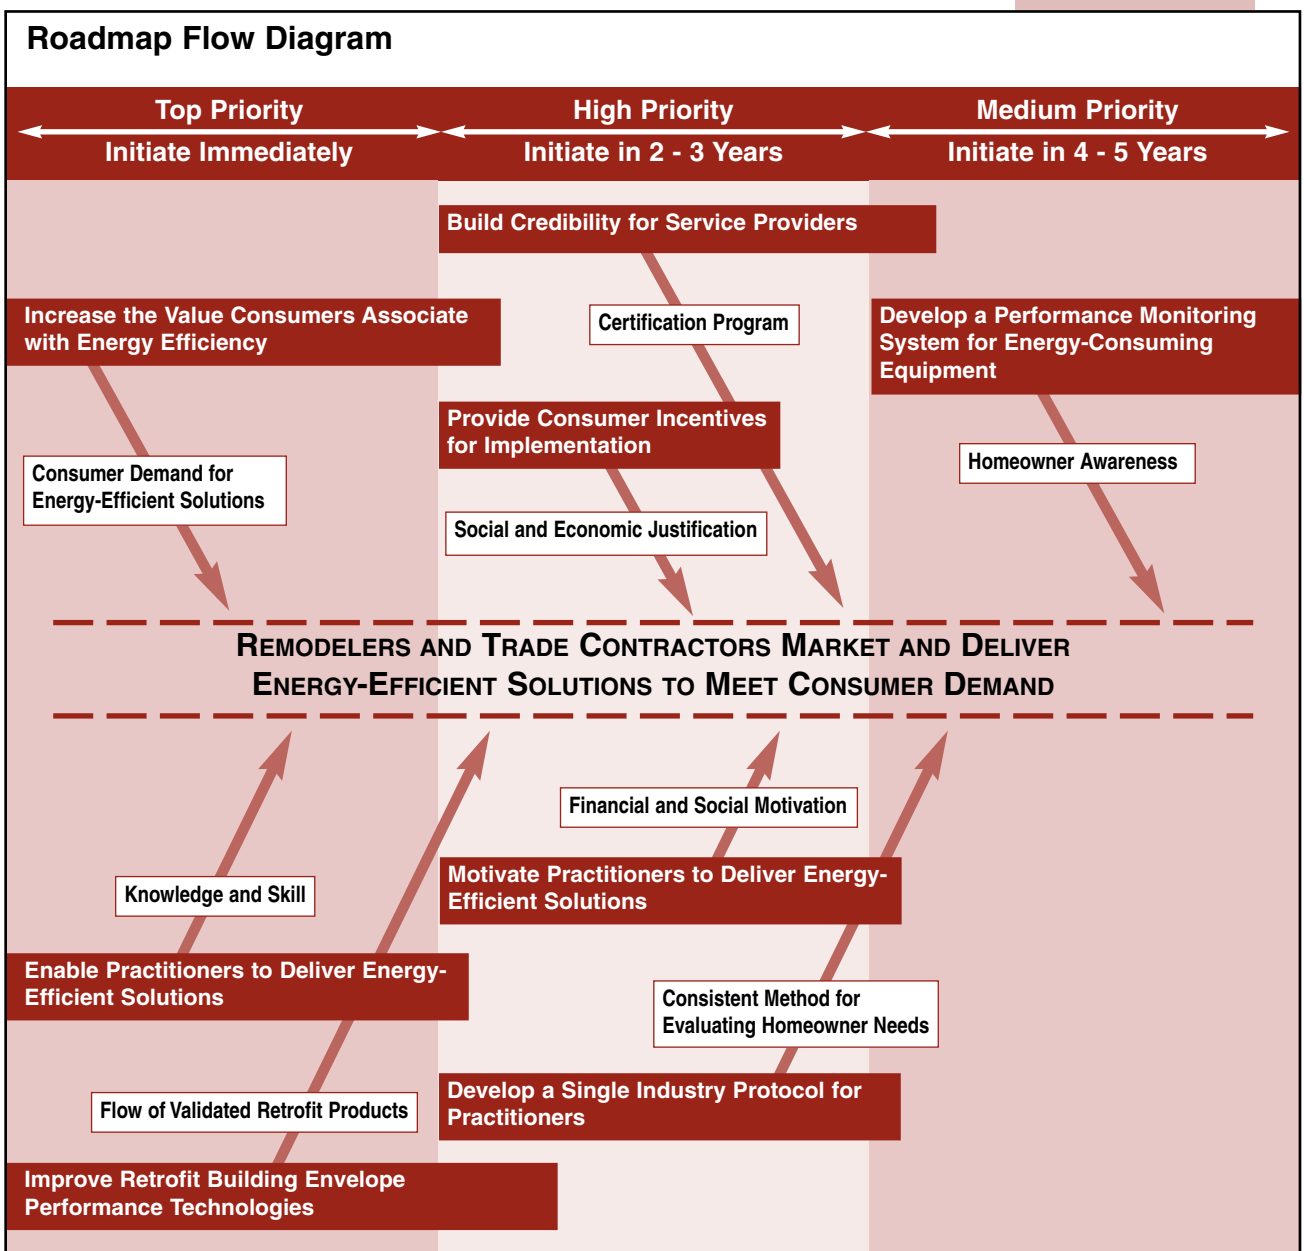 Roadmap Flow Diagram
Top Priority
Initiate Immediately
High Priority
Initiate in 2 - 3 Years
Medium Priority
Initiate in 4 - 5 Years
Build Credibility for Service Providers
Certification Program
Increase the Value Consumers Associate
with Energy Efficiency
Develop a Performance Monitoring
System for Energy-Consuming
Equipment
Provide Consumer Incentives
for Implementation
Consumer Demand for
Energy-Efficient Solutions
Homeowner Awareness
Social and Economic Justification
REMODELERS AND TRADE CONTRACTORS MARKET AND DELIVER
ENERGY-EFFICIENT SOLUTIONS TO MEET CONSUMER DEMAND
Financial and Social Motivation
Motivate Practitioners to Deliver Energy-
Efficient Solutions
Knowledge and Skill
Enable Practitioners to Deliver Energy-
Efficient Solutions
Consistent Method for
Evaluating Homeowner Needs
Develop a Single Industry Protocol for
Practitioners
Flow of Validated Retrofit Products
Improve Retrofit Building Envelope
Performance Technologies